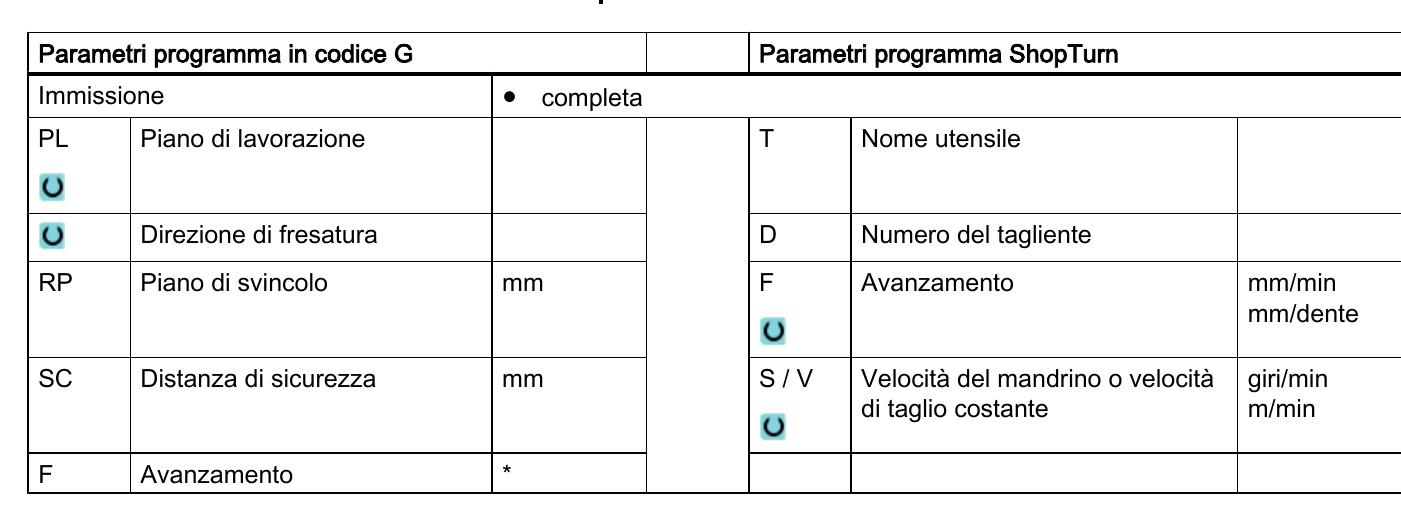 Parametri programma in codice G Parametri programma ShopTurn
Immissione • completa
PL Piano di lavorazione T Nome utensile
Direzione di fresatura D Numero del tagliente
RP Piano di svincolo mm F Avanzamento mm/min
mm/dente
SC Distanza di sicurezza mm S / V Velocità del mandrino o velocità giri/min
di taglio costante m/min
F Avanzamento *